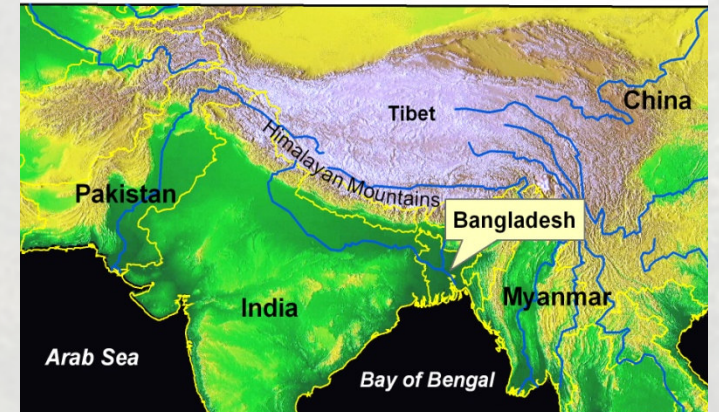 China
Tibet
Himalayan Mountains
Pakistan
Bangladesh
India
Myanmar
Arab Sea
Bay of Bengal